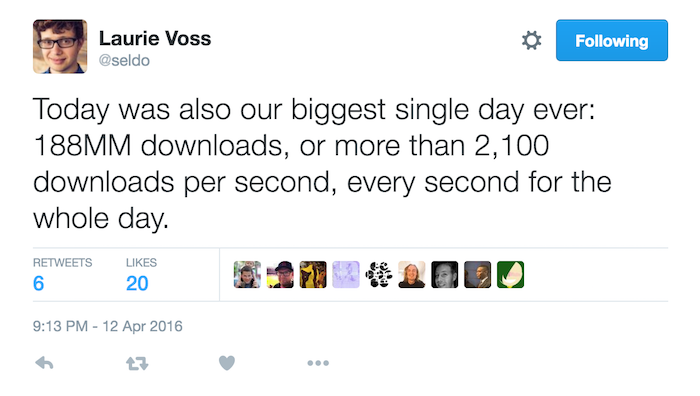 Laurie Voss
@seldo
Following
Today was also our biggest single day ever:
188MM downloads, or more than 2,100
downloads per second, every second for the
whole day.
RETWEETS LIKES
6 20
9:13 PM - 12 Apr 2016